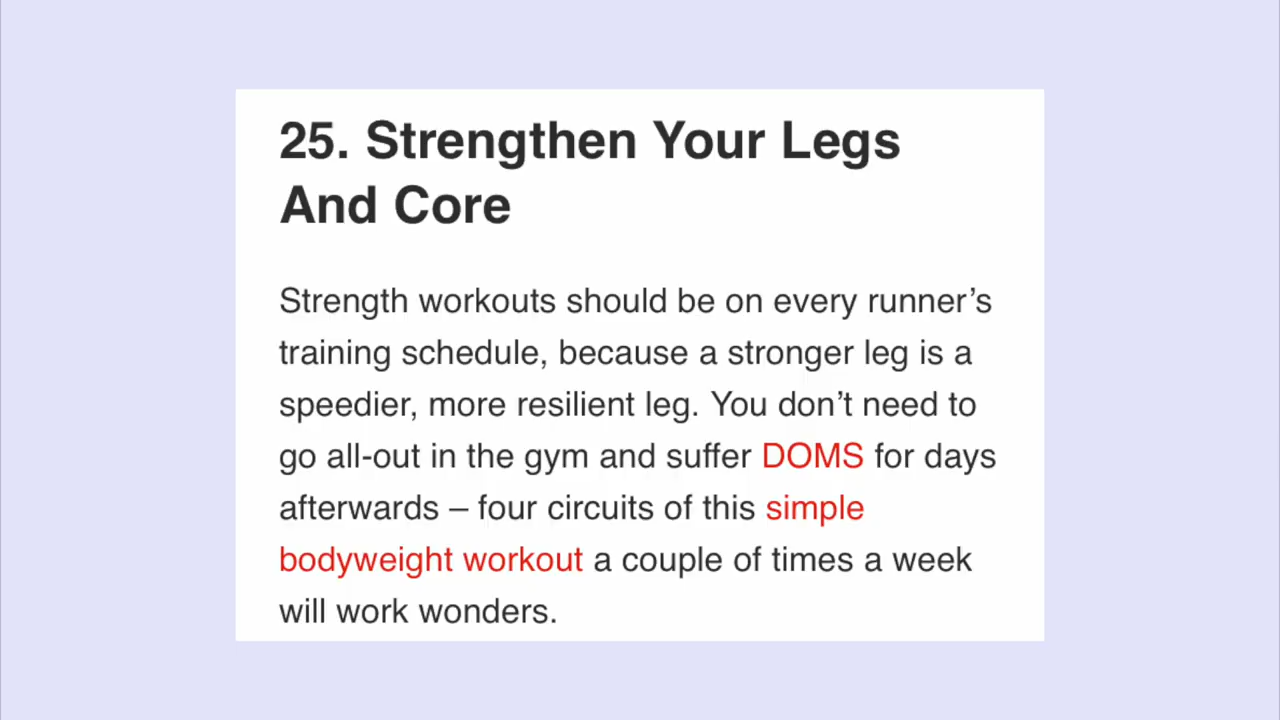 25. Strengthen Your Legs
And Core
Strength workouts should be on every runner’s
training schedule, because a stronger leg is a
speedier, more resilient leg. You don’t need to
go all-out in the gym and suffer DOMS for days
afterwards – four circuits of this simple
bodyweight workout a couple of times a week
will work wonders.